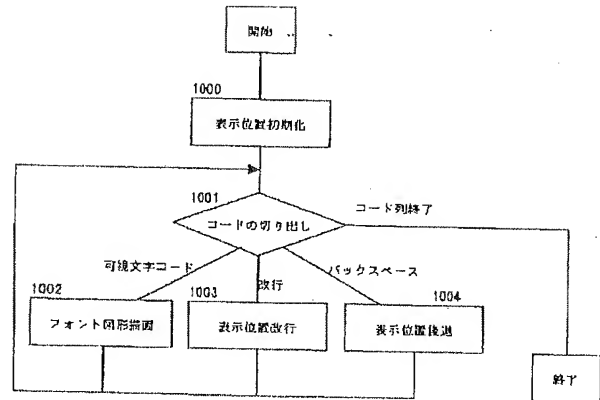 開始
1000
表示位置初期化
1001
コードの切り出し
コード列終了
可視文字コード
改行
バックスペース
1002
フォント図形描画
1003
表示位置改行
1004
表示位置後退
終了